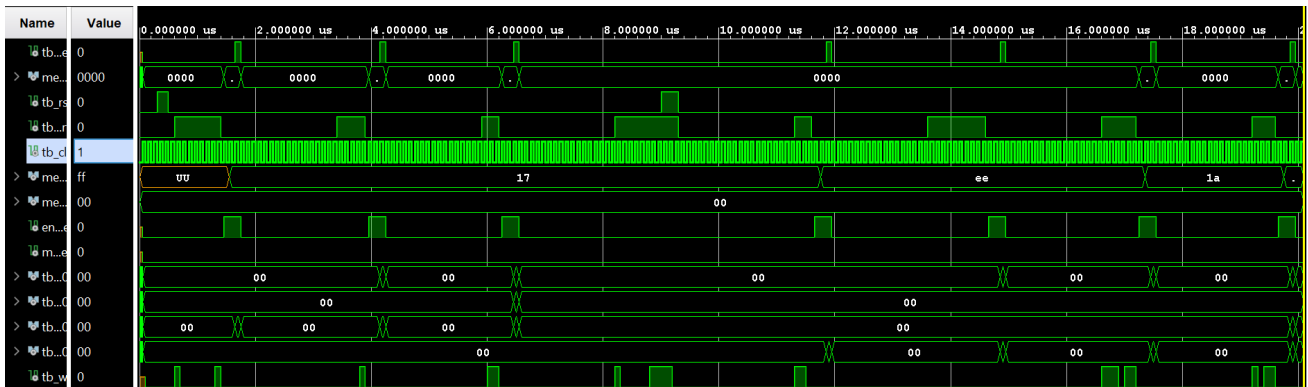 Name Value 0.000000 us 2.000000 us 4.000000 us 6.000000 us 8.000000 us 10.000000 us 12.000000 us 14.000000 us 16.000000 us 18.000000 us
tb...e 0
me... 0000 0000 . 0000 . 0000 . 0000 . 0000 .
tb_rs 0
tb...r 0
tb_cl 1
me... ff UU 17 ee 1a .
me... 00 00
en...e 0
m...e 0
tb...0 00 00 00 00 00 00
tb...0 00 00 00
tb...0 00 00 00 00 00
tb...0 00 00 00 00 00
tb_w 0